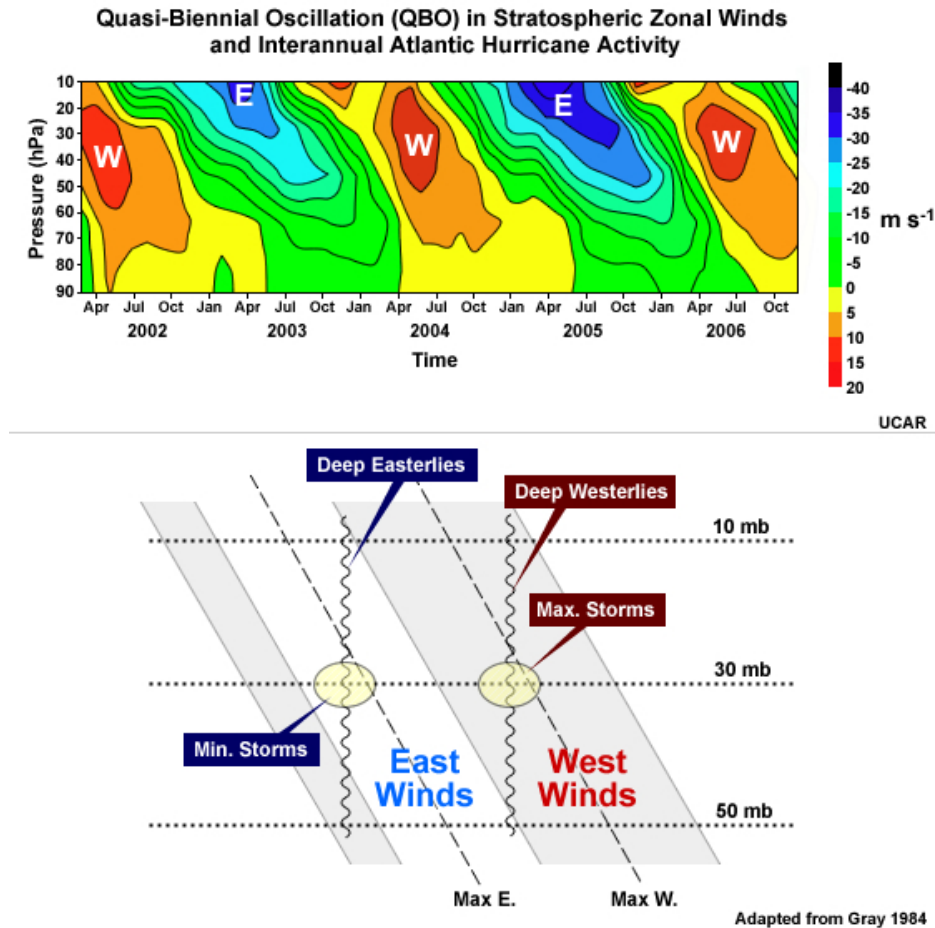 Quasi-Biennial Oscillation (QBO) in Stratospheric Zonal Winds
and Interannual Atlantic Hurricane Activity
Pressure (hPa)
10
20
30
40
50
60
70
80
90
W
E
W
E
W
Apr Jul Oct Jan Apr Jul Oct Jan Apr Jul Oct Jan Apr Jul Oct Jan Apr Jul Oct
2002 2003 2004 2005 2006
Time
-40
-35
-30
-25
-20
-15
-10
-5
0
5
10
15
20
m s-1
UCAR
Deep Easterlies
Deep Westerlies
10 mb
Max. Storms
30 mb
Min. Storms
East
Winds
West
Winds
50 mb
Max E.
Max W.
Adapted from Gray 1984